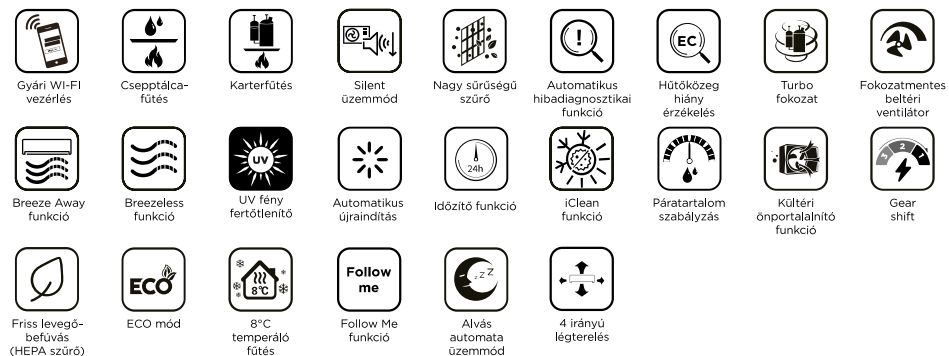 EC
Gyári WI-FI
vezérlés
Csepptálca-
fűtés
Karterfűtés
Silent
üzemmód
Nagy sűrűségű
szűrő
Automatikus
hibadiagnosztikai
funkció
Hűtőközeg
hiány
érzékelés
Turbo
fokozat
Fokozatmentes
beltéri
ventilátor
UV
24h
3 2 1
Breeze Away
funkció
Breezeless
funkció
UV fény
fertőtlenítő
Automatikus
újraindítás
Időzítő funkció
iClean
funkció
Páratartalom
szabályzás
Kültéri
önportalalnító
funkció
Gear
shift
ECO
8°C
Follow
me
z z Z
Friss levegő-
befúvás
(HEPA szűrő)
ECO mód
8°C
temperáló
fűtés
Follow Me
funkció
Alvás
automata
üzemmód
4 irányú
légterelés